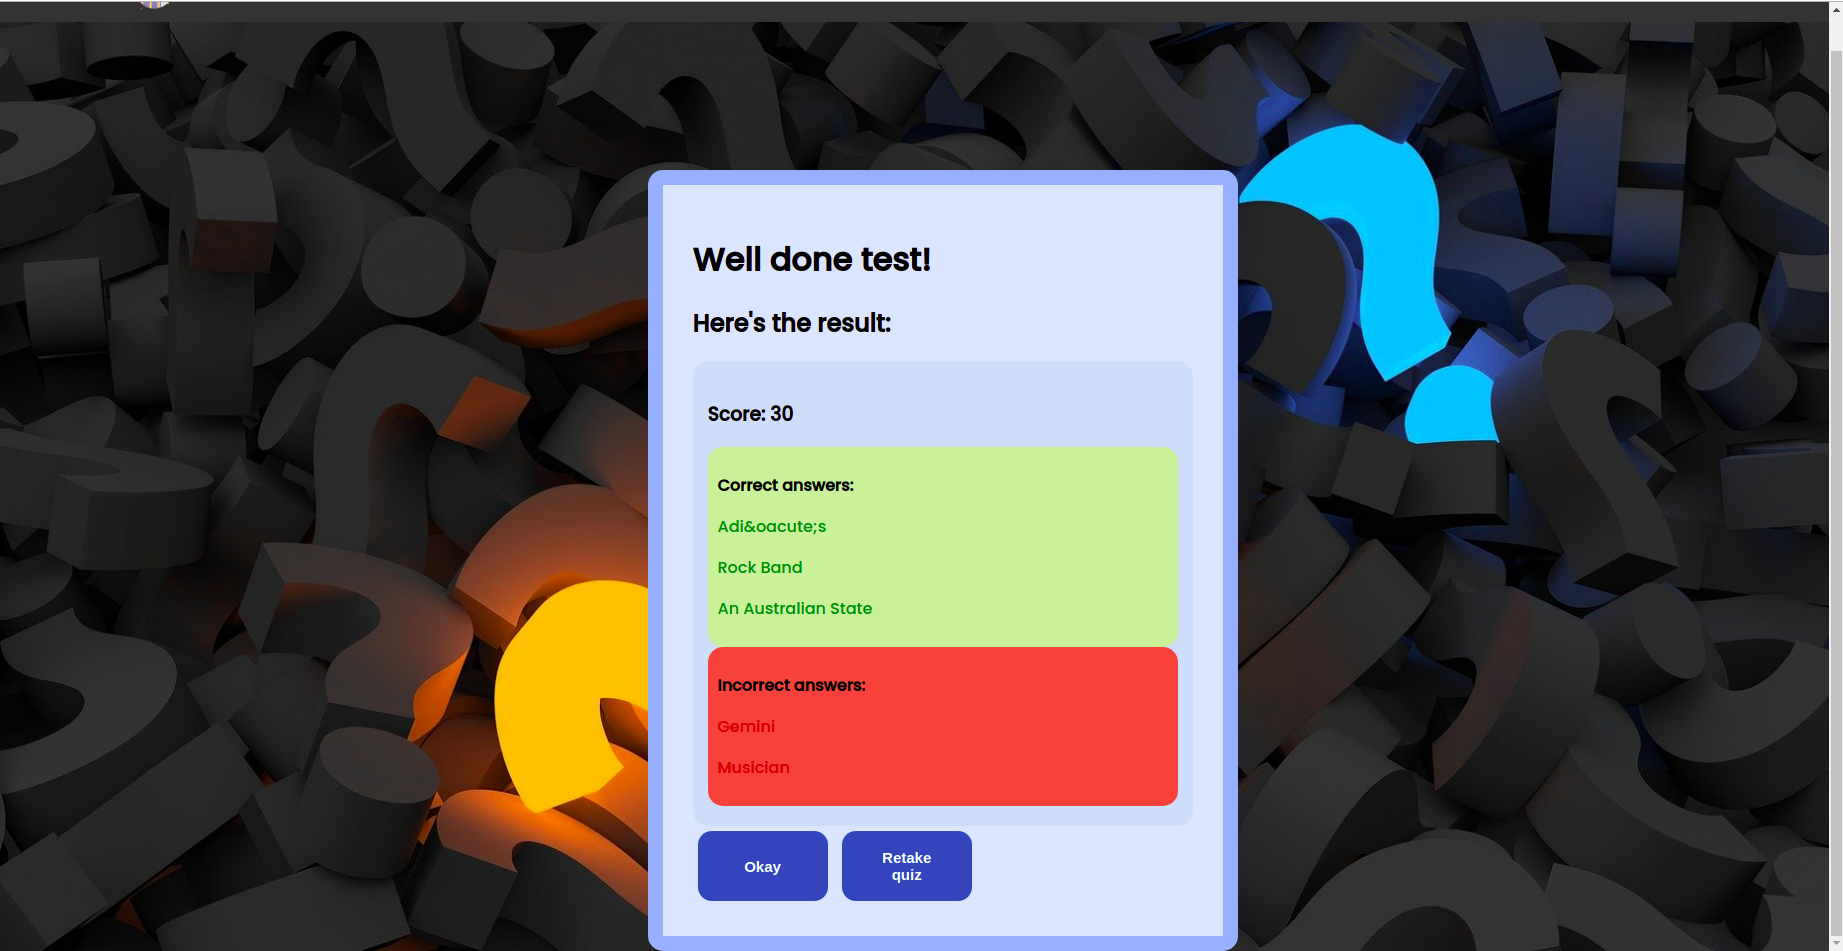 Well done test!
Here's the result:
Score: 30
Correct answers:
Adi&oacute;s
Rock Band
An Australian State
Incorrect answers:
Gemini
Musician
Okay
Retake
quiz